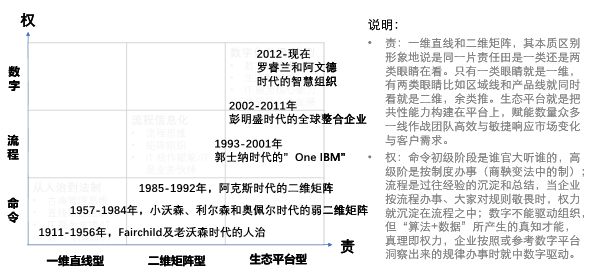 权
说明：
数
字
流
程
命
令
2012-现在
罗睿兰和阿文德
时代的智慧组织
2002-2011年
彭明盛时代的全球整合企业
1993-2001年
郭士纳时代的”One IBM”
1985-1992年，阿克斯时代的二维矩阵
1957-1984年，小沃森、利尔森和奥佩尔时代的弱二维矩阵
1911-1956年，Fairchild及老沃森时代的人治
流程信息化
从人治到法制
一维直线型
二维矩阵型
生态平台型
责
• 责：一维直线和二维矩阵，其本质区别
形象地说是同一片责任田是一类还是两
类眼睛在看。只有一类眼睛就是一维，
有两类眼睛比如区域线和产品线就同时
看就是二维，余类推。生态平台就是把
共性能力构建在平台上，赋能数量众多
一线作战团队高效与敏捷响应市场变化
与客户需求。
• 权：命令初级阶段是谁官大听谁的，高
级阶是按制度办事（商鞅变法中的制）；
流程是过往经验的沉淀和总结，当企业
按流程办事、大家对规则敬畏时，权力
就沉淀在流程之中；数字不能驱动组织，
但“算法+数据”所产生的真知才能，
真理即权力，企业按照或参考数字平台
洞察出来的规律办事时就中数字驱动。